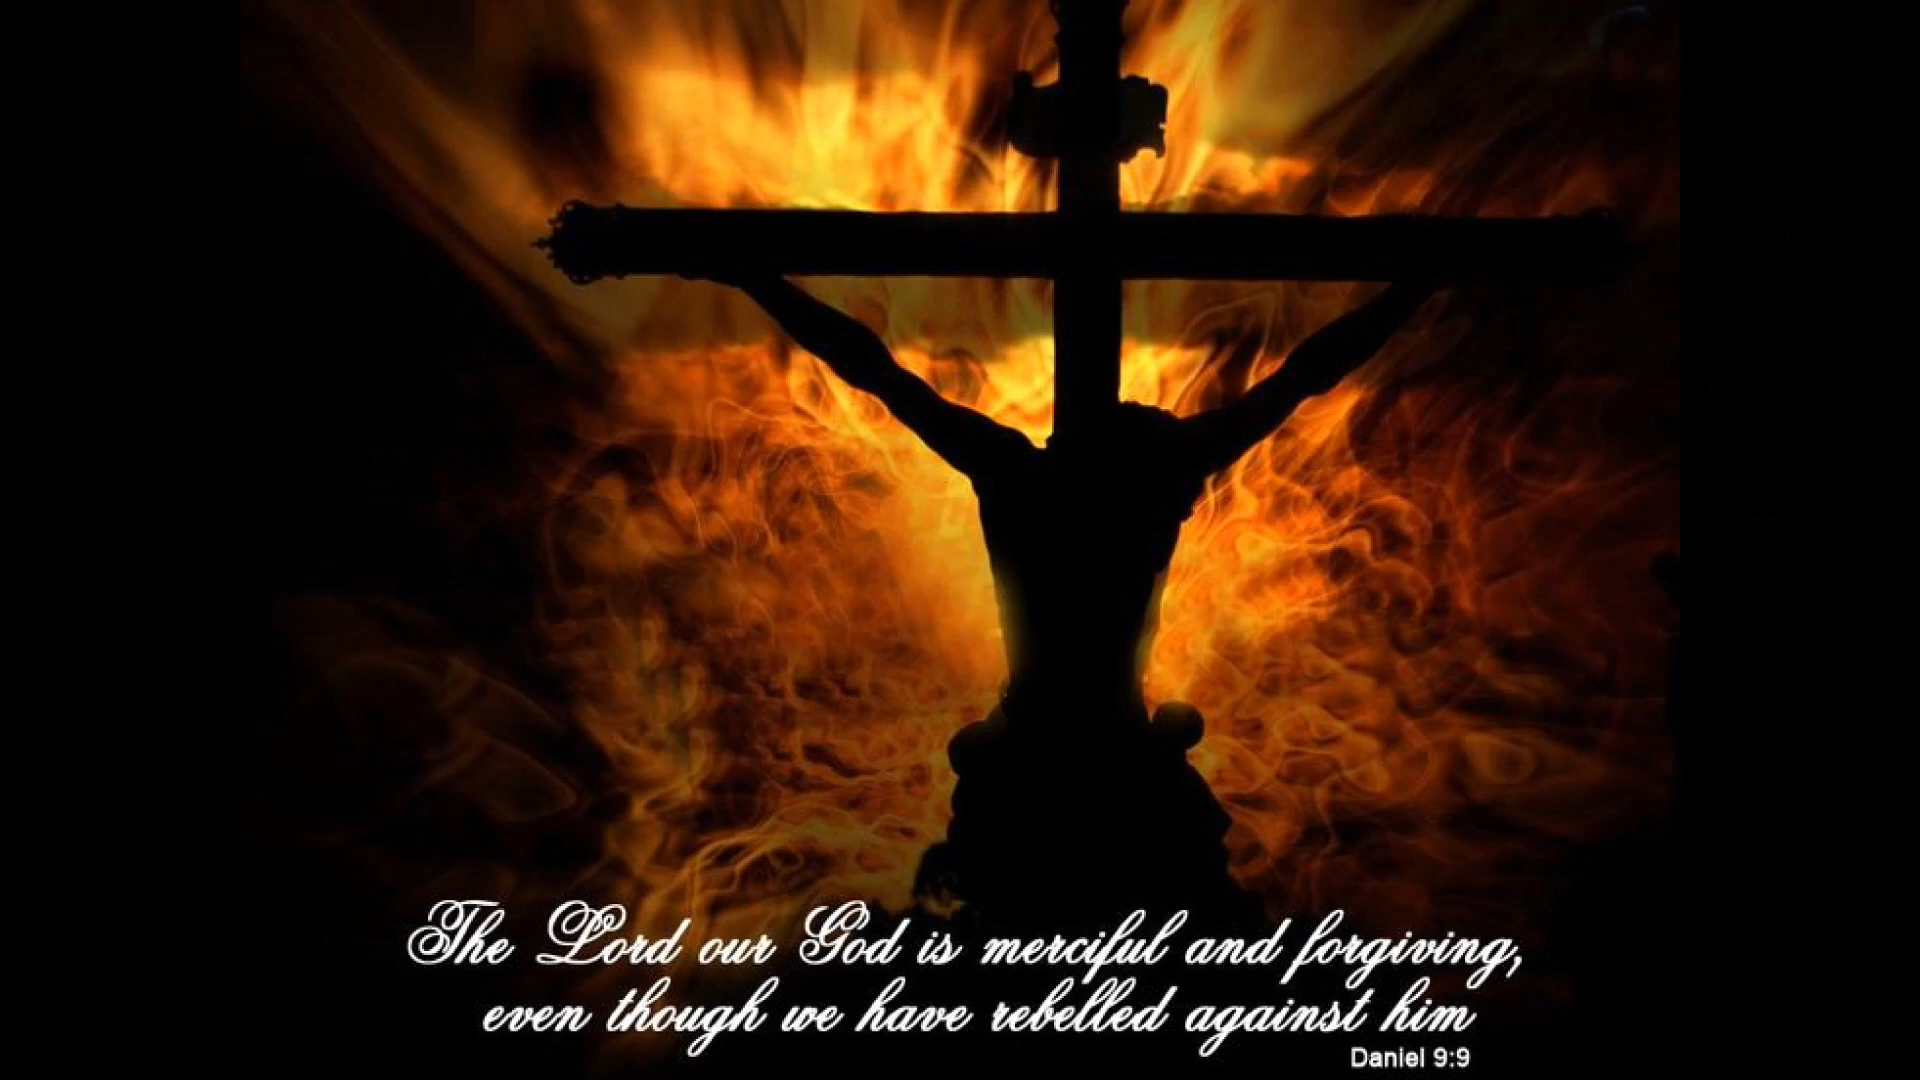 The Lord our God is merciful and forgiving,
even though we have rebelled against him
Daniel 9:9